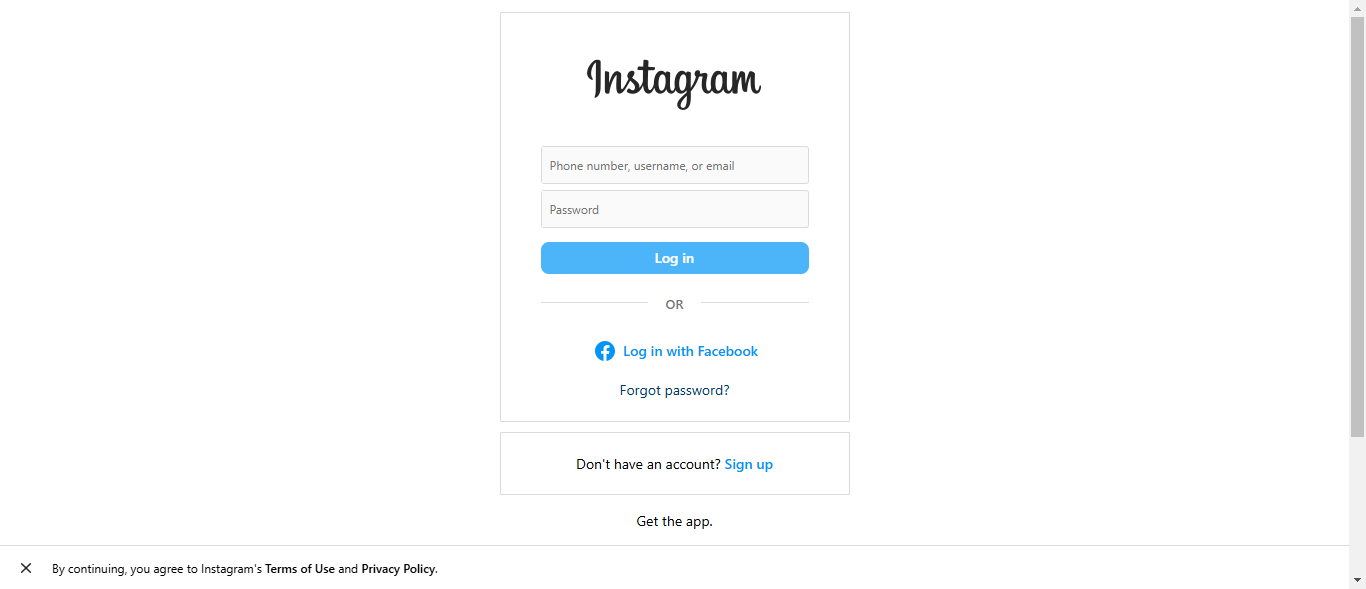 Instagram
Phone number, username, or email
Password
Log in
OR
Log in with Facebook
Forgot password?
Don't have an account? Sign up
Get the app.
By continuing, you agree to Instagram's Terms of Use and Privacy Policy.